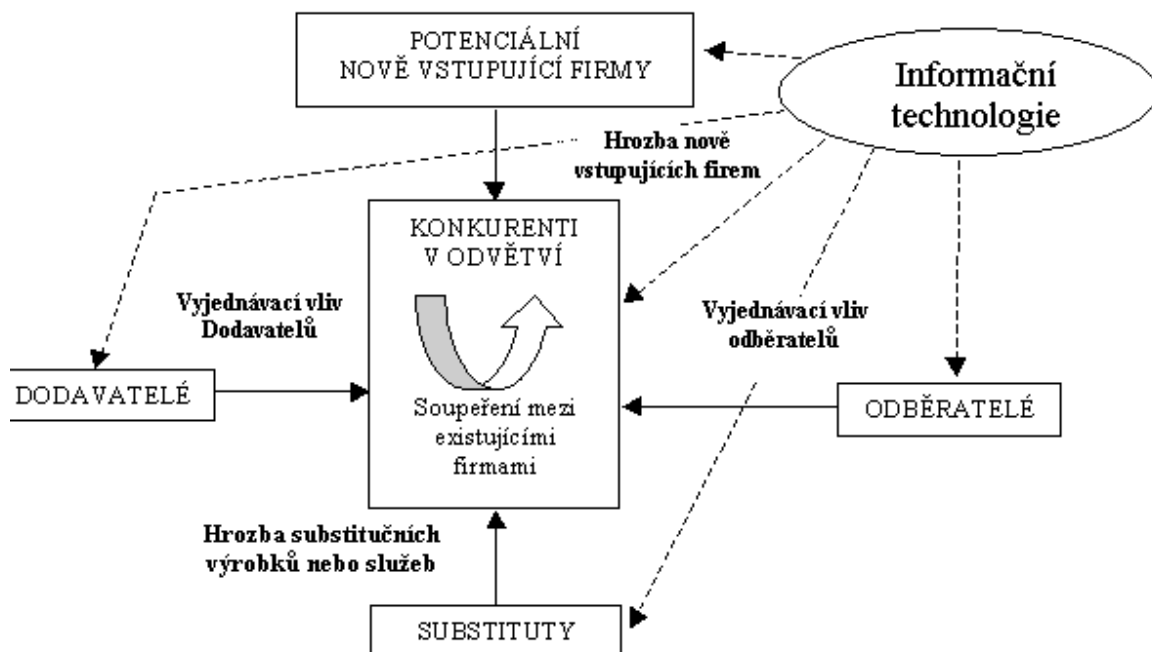 POTENCIÁLNÍ
NOVĚ VSTUPUJÍCÍ FIRMY
Informační
technologie
Hrozba nově
vstupujících firem
KONKURENTI
V ODVĚTVÍ
Vyjednávací vliv
Dodavatelů
Vyjednávací vliv
odběratelů
DODAVATELÉ
Soupeření mezi
existujícími
firmami
ODBĚRATELÉ
Hrozba substitučních
výrobků nebo služeb
SUBSTITUTY